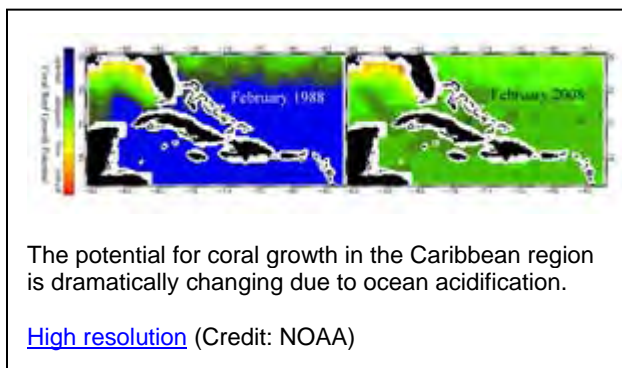 February 1988
February 2008
The potential for coral growth in the Caribbean region
is dramatically changing due to ocean acidification.
High resolution (Credit: NOAA)